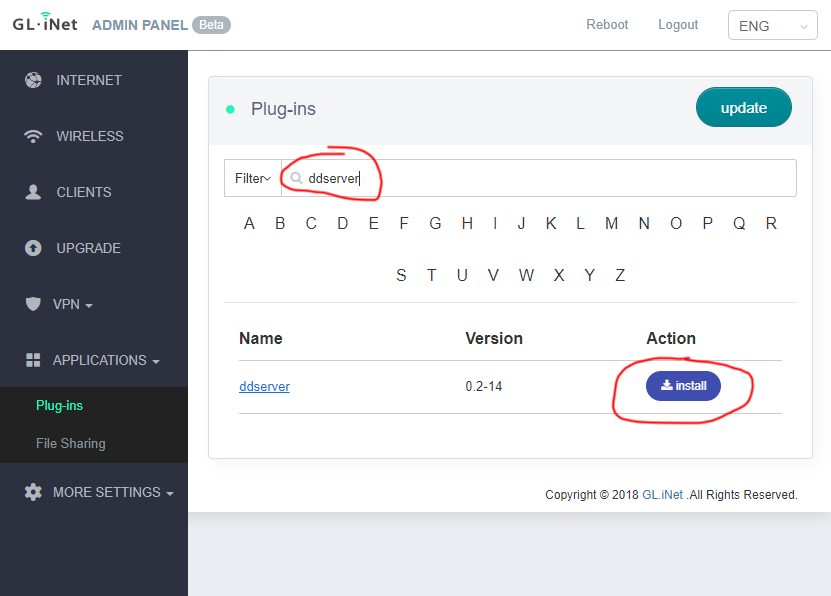 GL·iNet ADMIN PANEL Beta Reboot Logout ENG
INTERNET
WIRELESS
CLIENTS
UPGRADE
VPN
APPLICATIONS
Plug-ins
File Sharing
MORE SETTINGS
Plug-ins update
Filter ddserver
A B C D E F G H I J K L M N O P Q R
S T U V W X Y Z
Name Version Action
ddserver 0.2-14 install
Copyright © 2018 GL.iNet .All Rights Reserved.